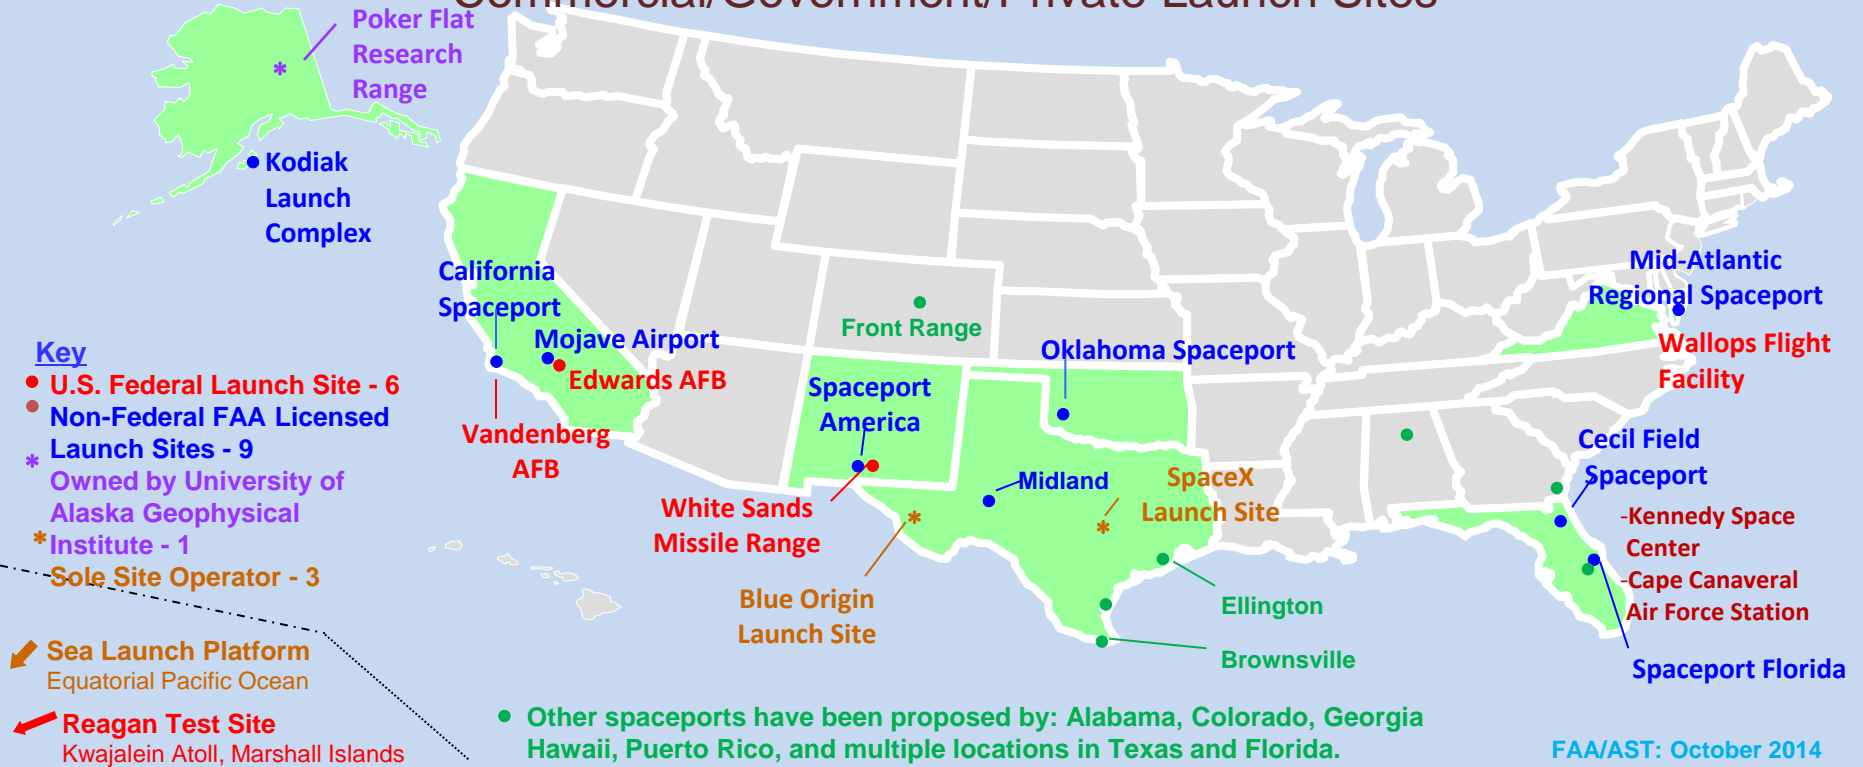 Commercial/Government/Private Launch Sites
Poker Flat
Research
Range
Kodiak
Launch
Complex
California
Spaceport
Mojave Airport
Edwards AFB
Vandenberg
AFB
Front Range
Spaceport
America
White Sands
Missile Range
Oklahoma Spaceport
Midland
SpaceX
Launch Site
Blue Origin
Launch Site
Ellington
Brownsville
Mid-Atlantic
Regional Spaceport
Wallops Flight
Facility
Cecil Field
Spaceport
-Kennedy Space
Center
-Cape Canaveral
Air Force Station
Spaceport Florida
Key
U.S. Federal Launch Site - 6
Non-Federal FAA Licensed
Launch Sites - 9
* Owned by University of
Alaska Geophysical
Institute - 1
* Sole Site Operator - 3
Sea Launch Platform
Equatorial Pacific Ocean
Reagan Test Site
Kwajalein Atoll, Marshall Islands
Other spaceports have been proposed by: Alabama, Colorado, Georgia
Hawaii, Puerto Rico, and multiple locations in Texas and Florida.
FAA/AST: October 2014